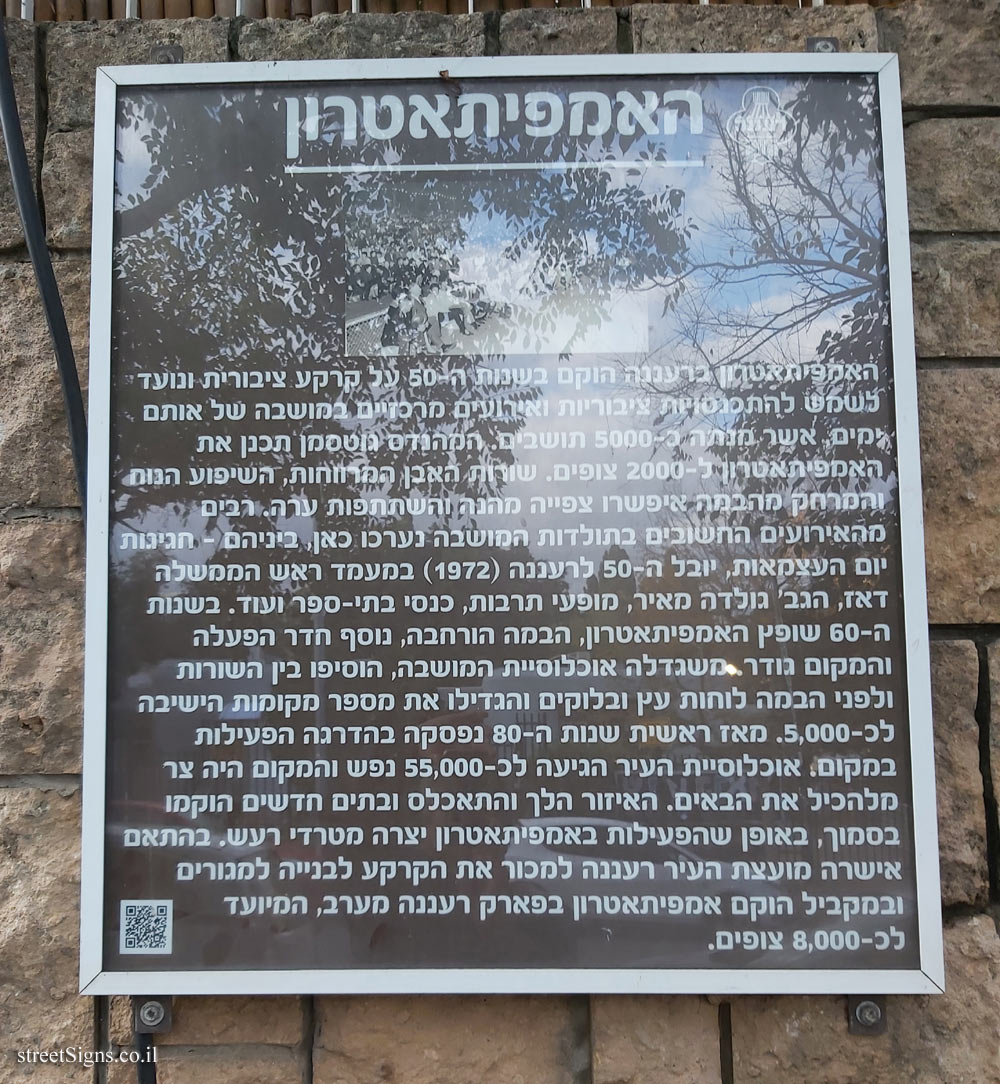 האמפיתאטרון
האמפיתאטרון ברעננה הוקם בשנות ה-50 על קרקע ציבורית ונועד
לשמש להתכנסויות ציבוריות ואירועים מרכזיים במושבה של אותם
ימים, אשר מנתה כ-5000 תושבים. המהנדס גוטסמן תכנן את
האמפיתאטרון ל-2000 צופים. שורות האבן המרווחות, השיפוע הנוח
והמרחק מהבמה איפשרו צפייה מהנה והשתתפות ערה. רבים
מהאירועים החשובים בתולדות המושבה נערכו כאן, ביניהם - חגיגות
יום העצמאות, יובל ה-50 לרעננה (1972) במעמד ראש הממשלה
דאז, הגב' גולדה מאיר, מופעי תרבות, כנסי בתי-ספר ועוד. בשנות
ה-60 שופץ האמפיתאטרון, הבמה הורחבה, נוסף חדר הפעלה
והמקום גודר. משגדלה אוכלוסיית המושבה, הוסיפו בין השורות
ולפני הבמה לוחות עץ ובלוקים והגדילו את מספר מקומות הישיבה
לכ-5,000. מאז ראשית שנות ה-80 נפסקה בהדרגה הפעילות
במקום. אוכלוסיית העיר הגיעה לכ-55,000 נפש והמקום היה צר
מלהכיל את הבאים. האיזור הלך והתאכלס ובתים חדשים הוקמו
בסמוך, באופן שהפעילות באמפיתאטרון יצרה מטרדי רעש. בהתאם
אישרה מועצת העיר רעננה למכור את הקרקע לבנייה למגורים
ובמקביל הוקם אמפיתאטרון בפארק רעננה מערב, המיועד
לכ-8,000 צופים.
streetSigns.co.il